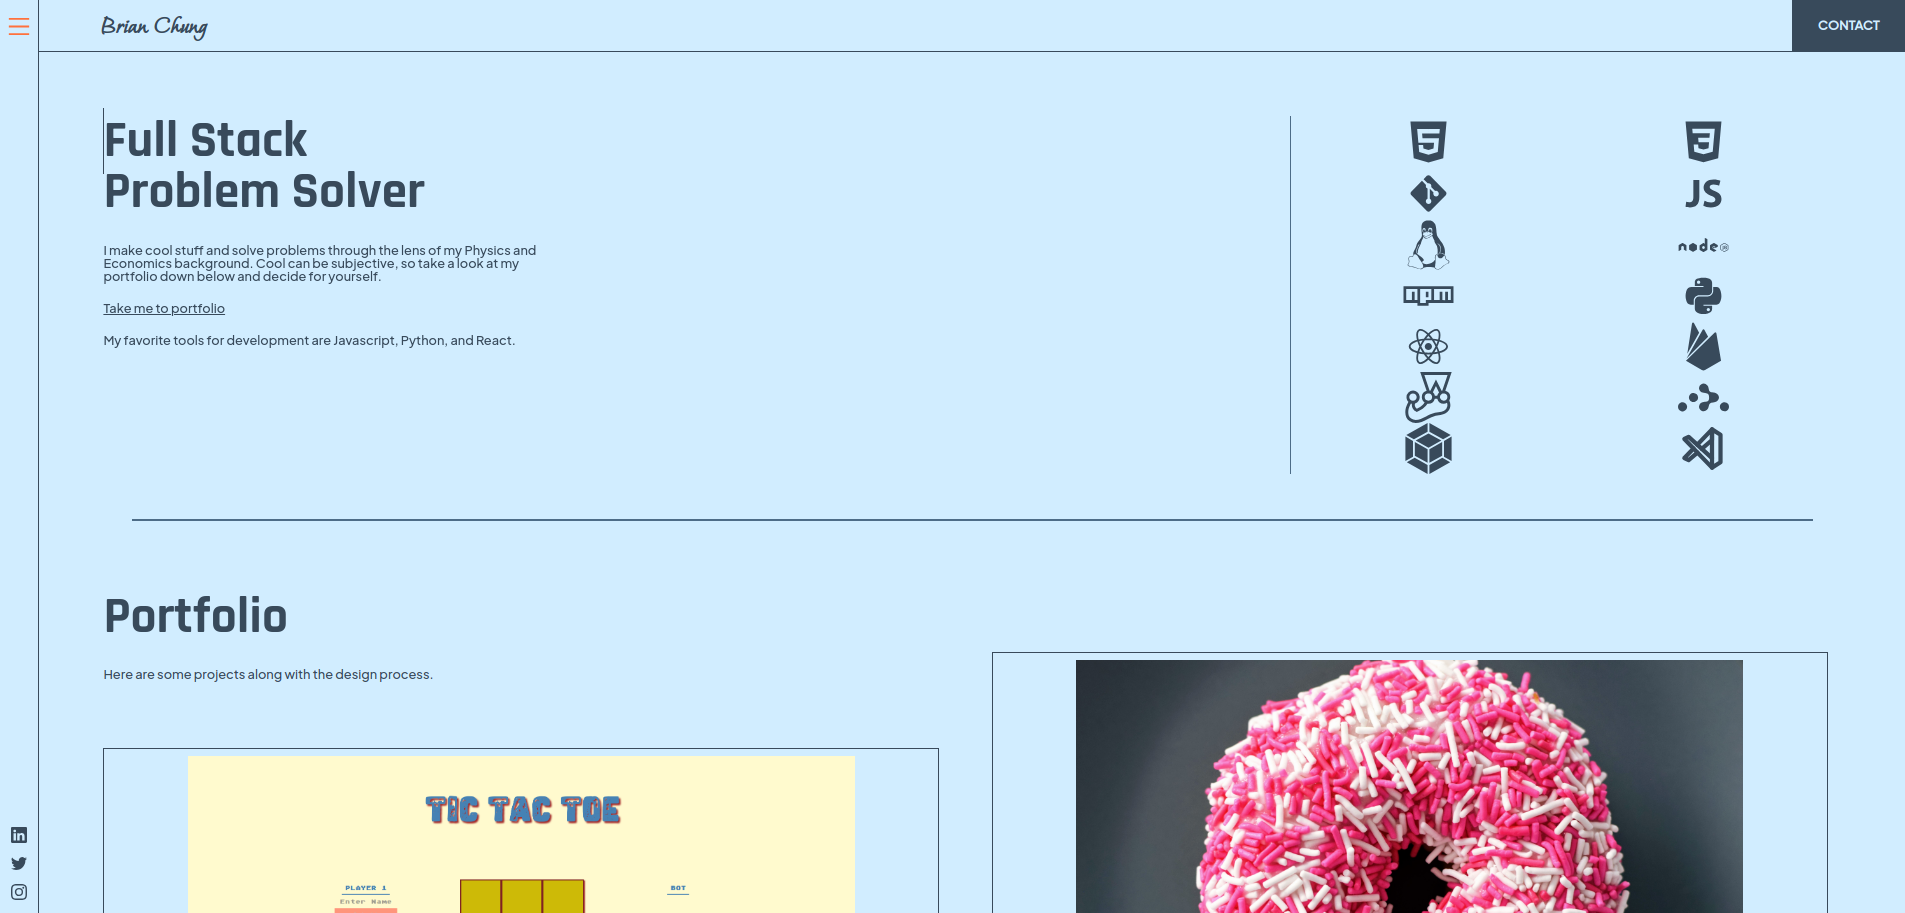 Brian Chung
CONTACT
Full Stack
Problem Solver
I make cool stuff and solve problems through the lens of my Physics and
Economics background. Cool can be subjective, so take a look at my
portfolio down below and decide for yourself.
Take me to portfolio
My favorite tools for development are Javascript, Python, and React.
JS
node
npm
Portfolio
Here are some projects along with the design process.
TIC TAC TOE
PLAYER 1
BOT
Enter Name